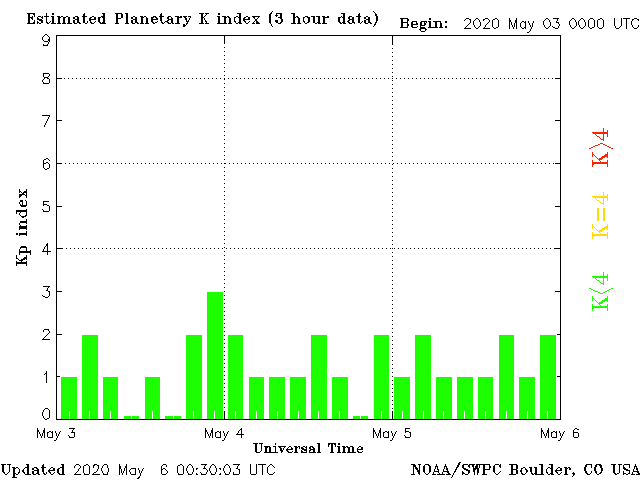 Estimated Planetary K index (3 hour data) Begin: 2020 May 03 0000 UTC
9
8
7
6
5
4
3
2
1
0
Kp index
K>4
K=4
K<4
May 3 May 4 May 5 May 6
Universal Time
Updated 2020 May 6 00:30:03 UTC NOAA/SWPC Boulder, CO USA